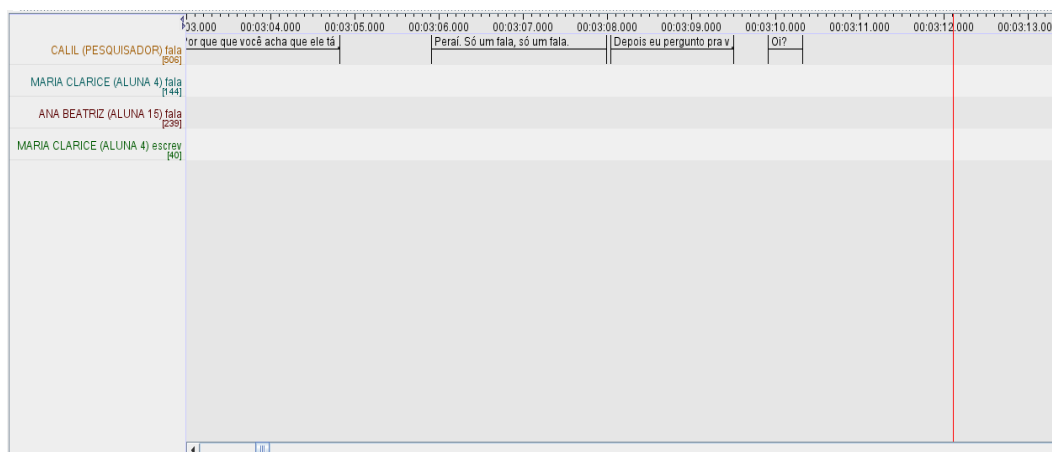 33.000 00:03:04.000 00:03:05.000 00:03:06.000 00:03:07.000 00:03:08.000 00:03:09.000 00:03:10.000 00:03:11.000 00:03:12.000 00:03:13.000
CALIL (PESQUISADOR) fala or que que você acha que ele tá Peraí. Só um fala, só um fala. Depois eu pergunto pra v Oi?
[506]
MARIA CLARICE (ALUNA 4) fala
[144]
ANA BEATRIZ (ALUNA 15) fala
[239]
MARIA CLARICE (ALUNA 4) escrev
[40]